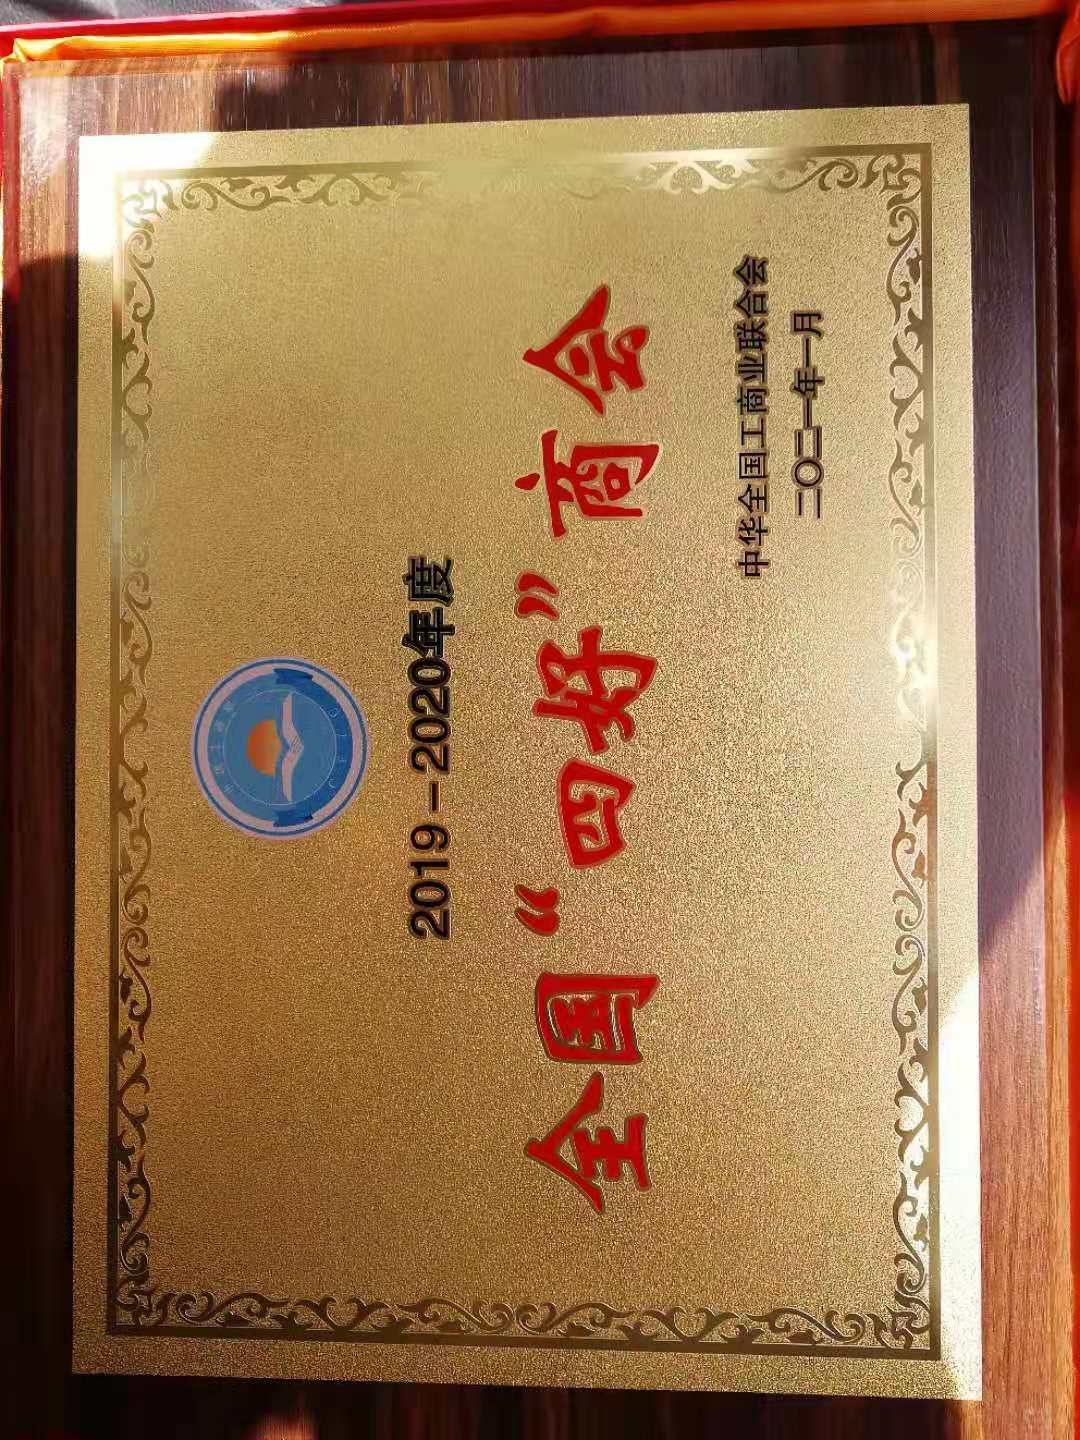 2019－2020年度
全国“四好”商会
中华全国工商业联合会
二〇二一年一月